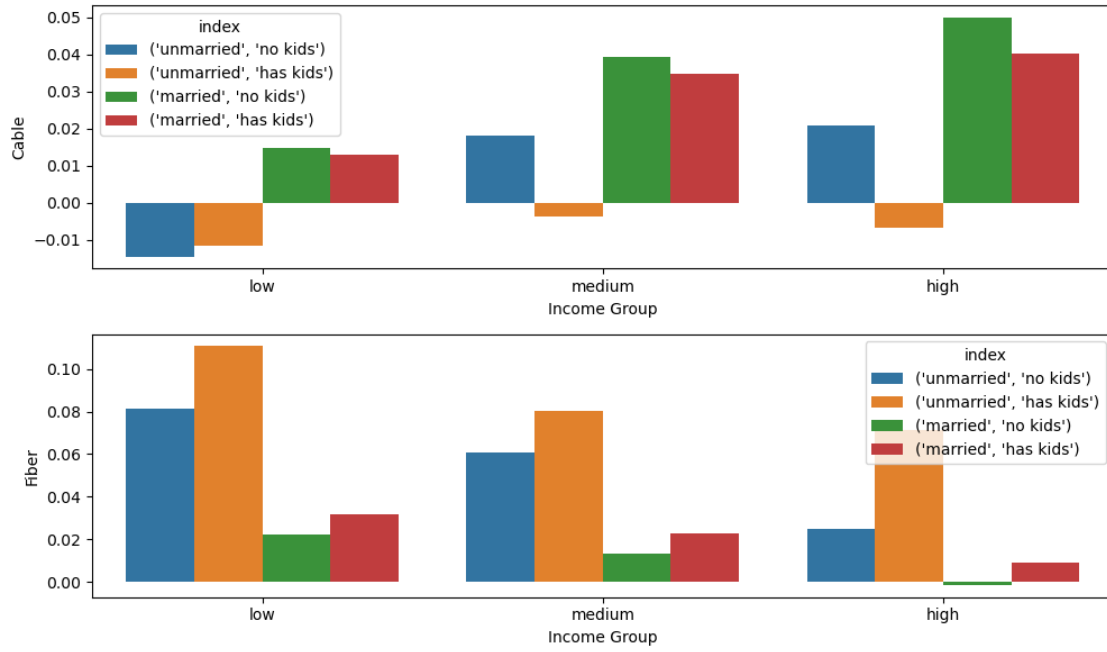 0.05
0.04
0.03
0.02
0.01
0.00
−0.01
Cable
index
('unmarried', 'no kids')
('unmarried', 'has kids')
('married', 'no kids')
('married', 'has kids')
low medium high
Income Group
0.10
0.08
0.06
0.04
0.02
0.00
Fiber
index
('unmarried', 'no kids')
('unmarried', 'has kids')
('married', 'no kids')
('married', 'has kids')
low medium high
Income Group